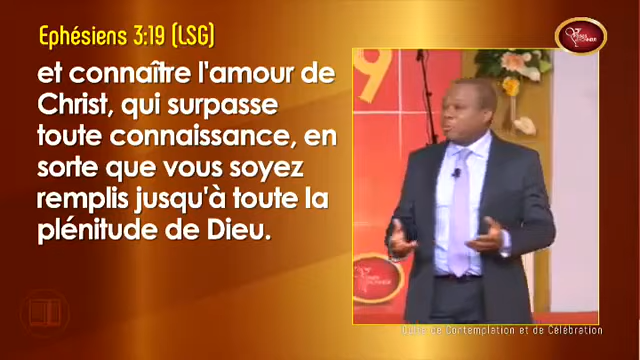 Ephésiens 3:19 (LSG)
et connaître l'amour de
Christ, qui surpasse
toute connaissance, en
sorte que vous soyez
remplis jusqu'à toute la
plénitude de Dieu.
9
de Contemplation et de Célébration